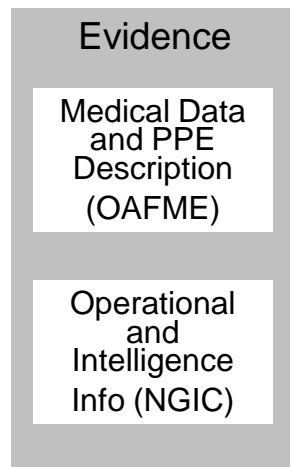 Evidence
Medical Data
and PPE
Description
(OAFME)
Operational
and
Intelligence
Info (NGIC)